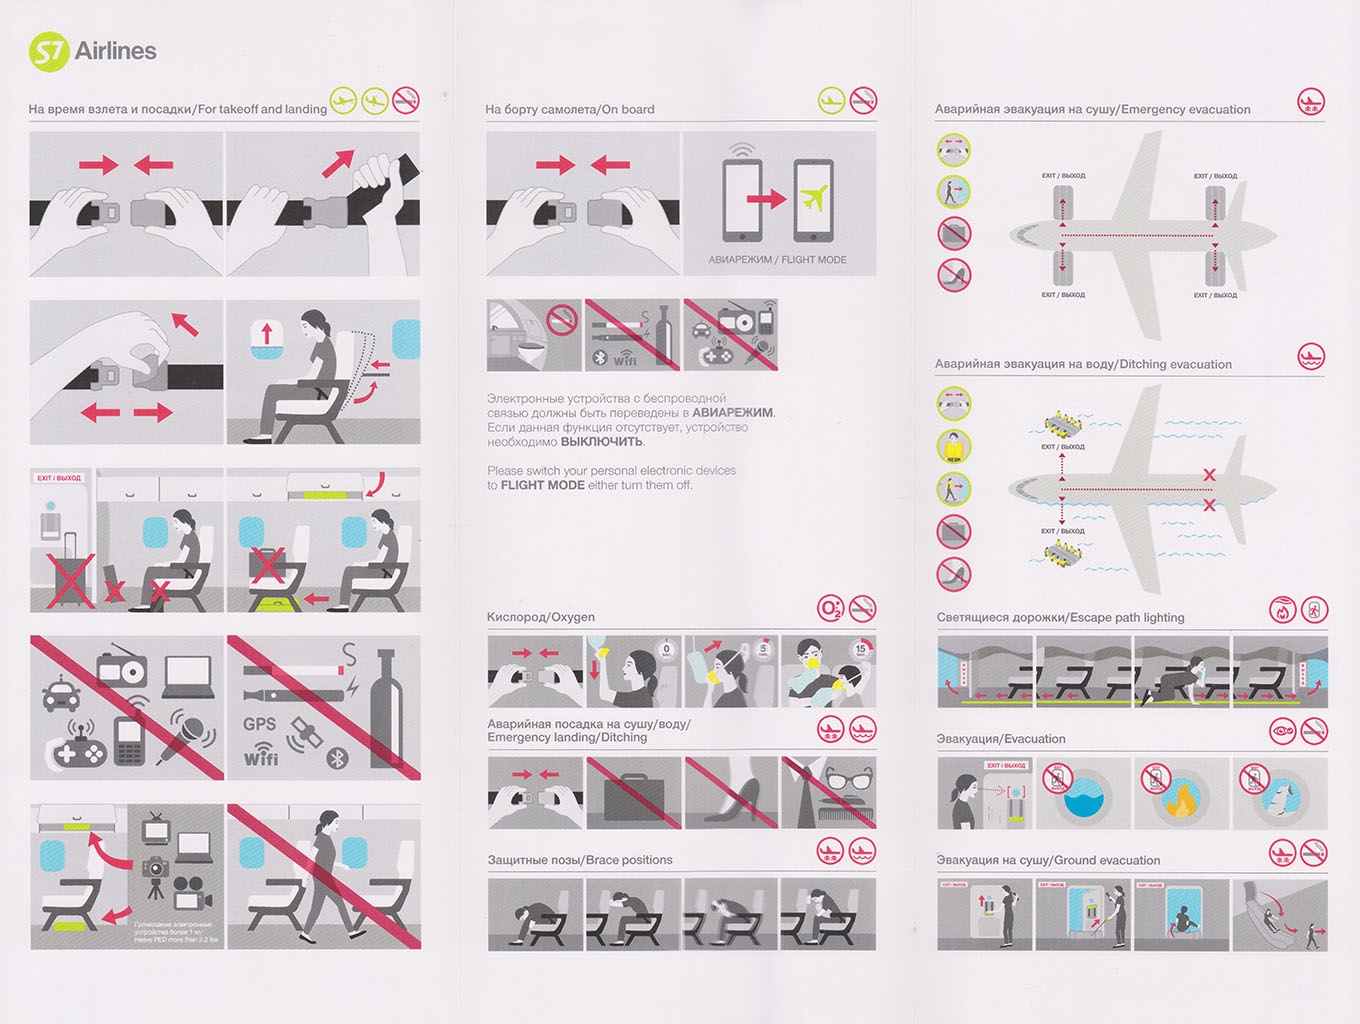 S7 Airlines
На время взлета и посадки/For takeoff and landing
EXIT / ВЫХОД
GPS
Wifi
Громоздкие электронные
устройства более 1 кг/
Heavy PED more than 2.2 lbs
На борту самолета/On board
АВИАРЕЖИМ / FLIGHT MODE
Wifi
Электронные устройства с беспроводной
связью должны быть переведены в АВИАРЕЖИМ.
Если данная функция отсутствует, устройство
необходимо ВЫКЛЮЧИТЬ.
Please switch your personal electronic devices
to FLIGHT MODE either turn them off.
Кислород/Oxygen
O2
0 sec.
5 sec.
15 sec.
Аварийная посадка на сушу/воду/
Emergency landing/Ditching
Защитные позы/Brace positions
Аварийная эвакуация на сушу/Emergency evacuation
EXIT / ВЫХОД
EXIT / ВЫХОД
EXIT / ВЫХОД
EXIT / ВЫХОД
Аварийная эвакуация на воду/Ditching evacuation
EXIT / ВЫХОД
EXIT / ВЫХОД
Светящиеся дорожки/Escape path lighting
Эвакуация/Evacuation
EXIT / ВЫХОД
Эвакуация на сушу/Ground evacuation
EXIT / ВЫХОД
EXIT / ВЫХОД
EXIT / ВЫХОД